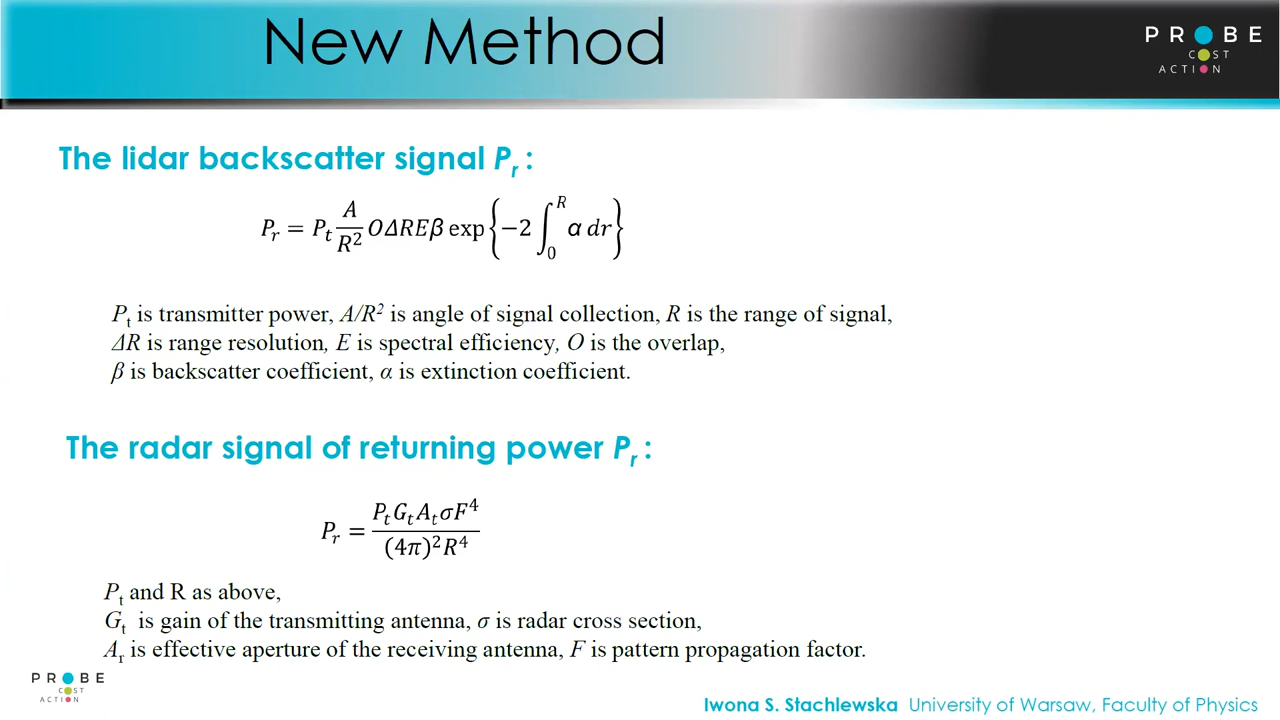 New Method
PROBE
COST
ACTION
The lidar backscatter signal Pr :
Pr = Pt A/R² OΔREβ exp{−2∫₀ᴿ α dr}
Pt is transmitter power, A/R² is angle of signal collection, R is the range of signal,
ΔR is range resolution, E is spectral efficiency, O is the overlap,
β is backscatter coefficient, α is extinction coefficient.
The radar signal of returning power Pr :
Pr = PtGtAtσF⁴/(4π)²R⁴
Pt and R as above,
Gt is gain of the transmitting antenna, σ is radar cross section,
Ar is effective aperture of the receiving antenna, F is pattern propagation factor.
PROBE
COST
ACTION
Iwona S. Stachlewska University of Warsaw, Faculty of Physics